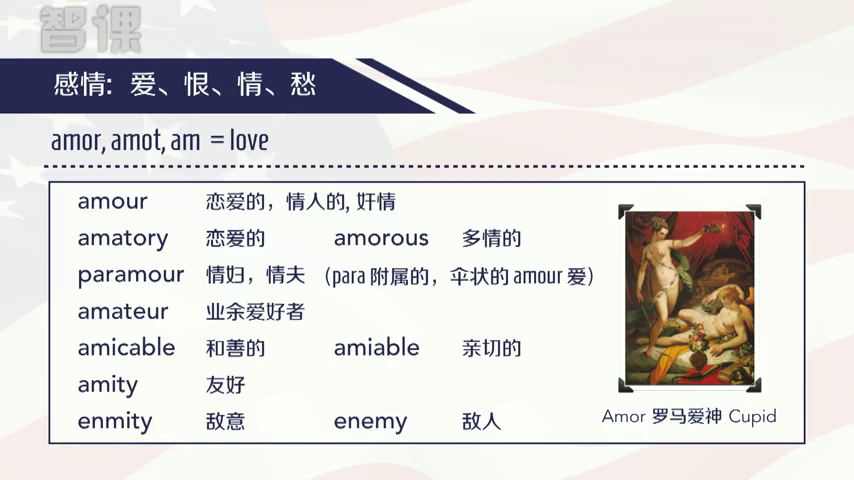 智课
感情：爱、恨、情、愁
amor, amot, am = love
amour 恋爱的，情人的, 奸情
amatory 恋爱的 amorous 多情的
paramour 情妇，情夫 （para 附属的，伞状的 amour 爱）
amateur 业余爱好者
amicable 和善的 amiable 亲切的
amity 友好
enmity 敌意 enemy 敌人
Amor 罗马爱神 Cupid